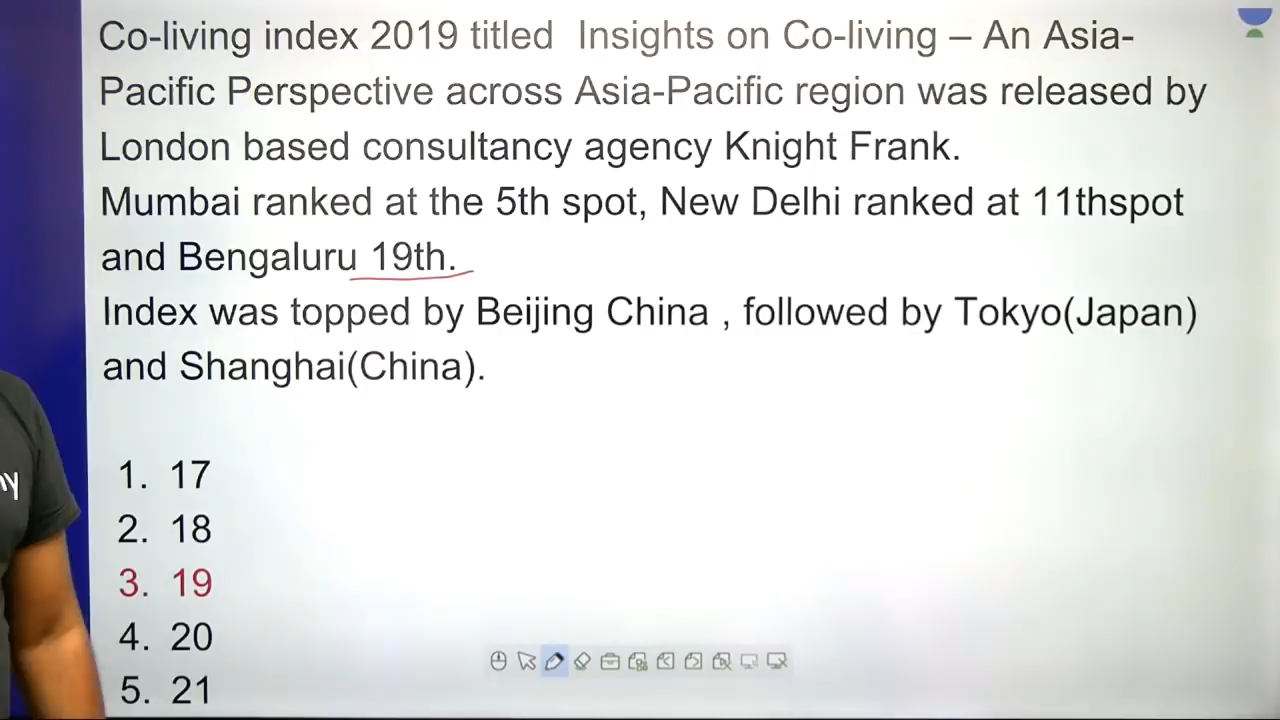 Co-living index 2019 titled Insights on Co-living – An Asia-
Pacific Perspective across Asia-Pacific region was released by
London based consultancy agency Knight Frank.
Mumbai ranked at the 5th spot, New Delhi ranked at 11thspot
and Bengaluru 19th.
Index was topped by Beijing China , followed by Tokyo(Japan)
and Shanghai(China).
1. 17
2. 18
3. 19
4. 20
5. 21